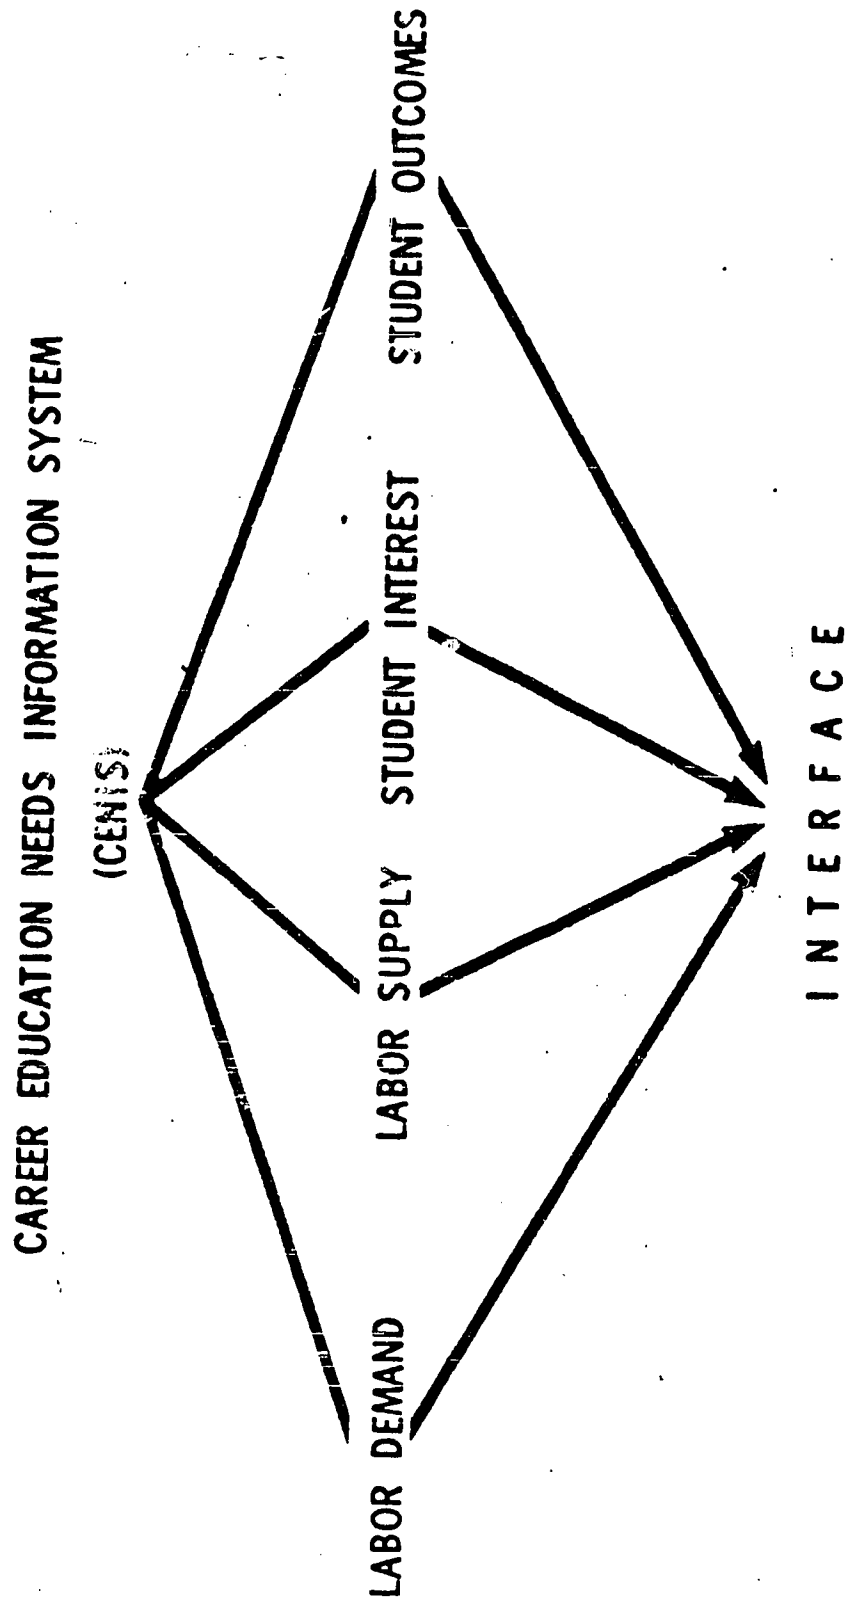 CAREER EDUCATION NEEDS INFORMATION SYSTEM
(CENIS)
LABOR DEMAND LABOR SUPPLY STUDENT INTEREST STUDENT OUTCOMES
INTERFACE